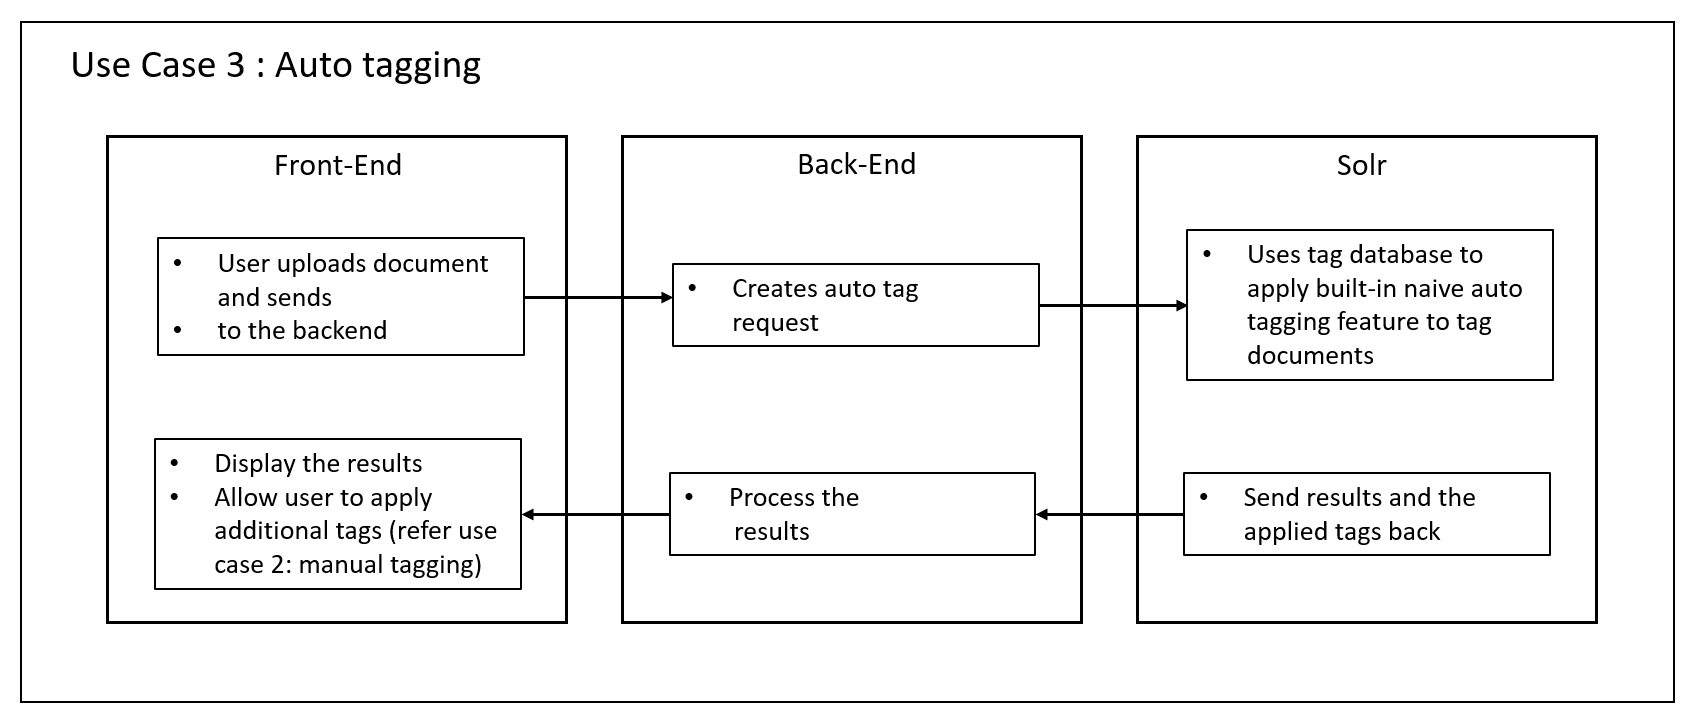 Use Case 3 : Auto tagging
Front-End
• User uploads document
and sends
• to the backend
• Display the results
• Allow user to apply
additional tags (refer use
case 2: manual tagging)
Back-End
• Creates auto tag
request
• Process the
results
Solr
• Uses tag database to
apply built-in naive auto
tagging feature to tag
documents
• Send results and the
applied tags back